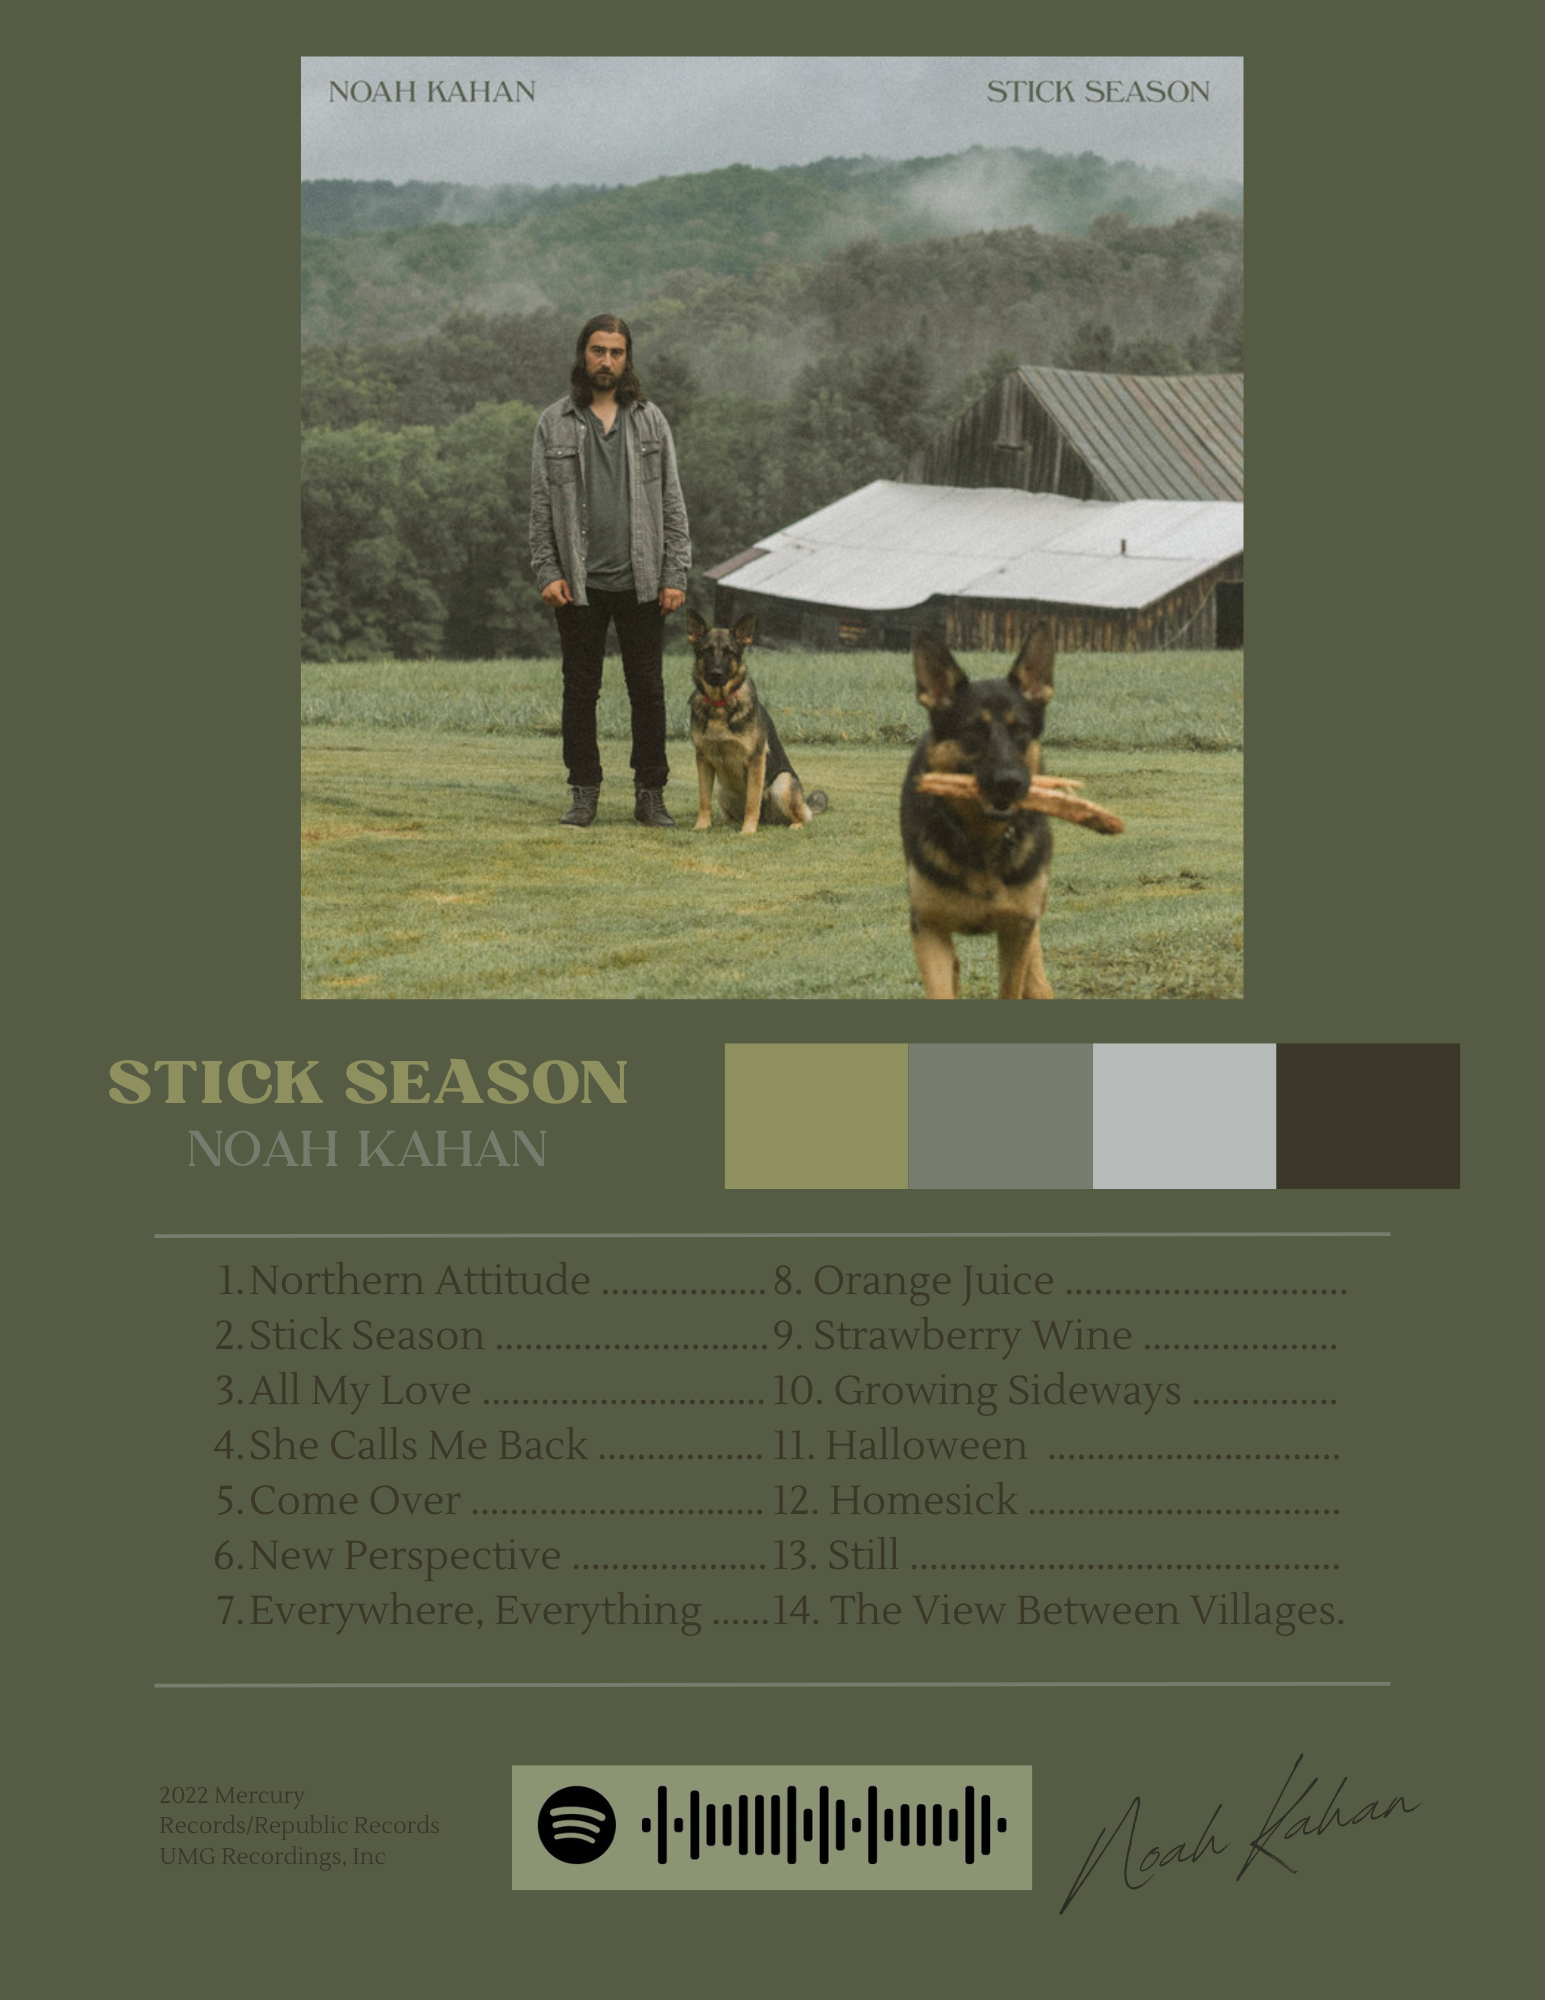 NOAH KAHAN
STICK SEASON
STICK SEASON
NOAH KAHAN
1. Northern Attitude .................
2. Stick Season ............................
3. All My Love .............................
4. She Calls Me Back .................
5. Come Over ..............................
6. New Perspective ....................
7. Everywhere, Everything ......
8. Orange Juice .............................
9. Strawberry Wine ....................
10. Growing Sideways ...............
11. Halloween ..............................
12. Homesick ................................
13. Still ............................................
14. The View Between Villages.
2022 Mercury
Records/Republic Records
UMG Recordings, Inc
Noah Kahan